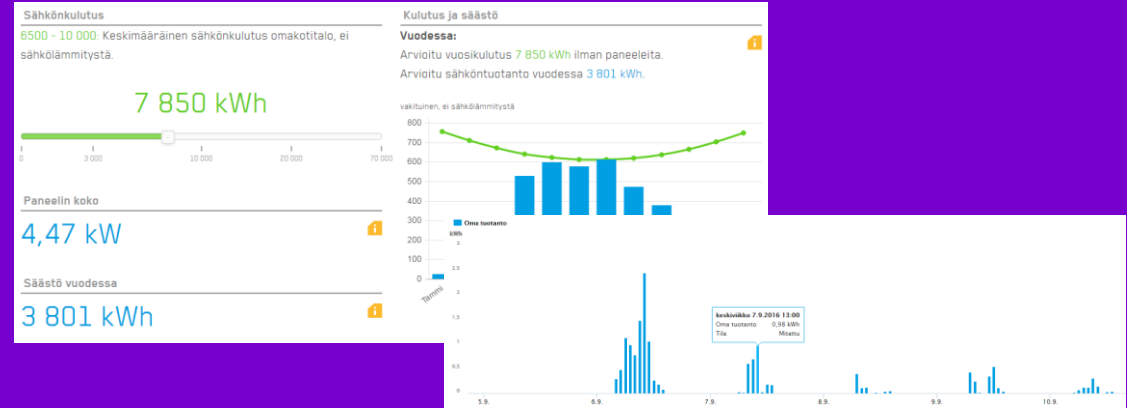 Sähkönkulutus
6500 - 10 000: Keskimääräinen sähkönkulutus omakotitalo, ei
sähkölämmitystä.
7 850 kWh
0 3 000 10 000 20 000 70 000
Paneelin koko
4,47 kW
Säästö vuodessa
3 801 kWh
Kulutus ja säästö
Vuodessa:
Arvioitu vuosikulutus 7 850 kWh ilman paneeleita.
Arvioitu sähköntuotanto vuodessa 3 801 kWh.
vakituinen, ei sähkölämmitystä
800
700
600
500
400
300
200
100
0
Tammi
Oma tuotanto
kWh
3
2,5
2
1,5
1
0,5
0
keskiviikko 7.9.2016 13:00
Oma tuotanto 0,98 kWh
Tila Mitattu
5.9. 6.9. 7.9. 8.9. 9.9. 10.9.